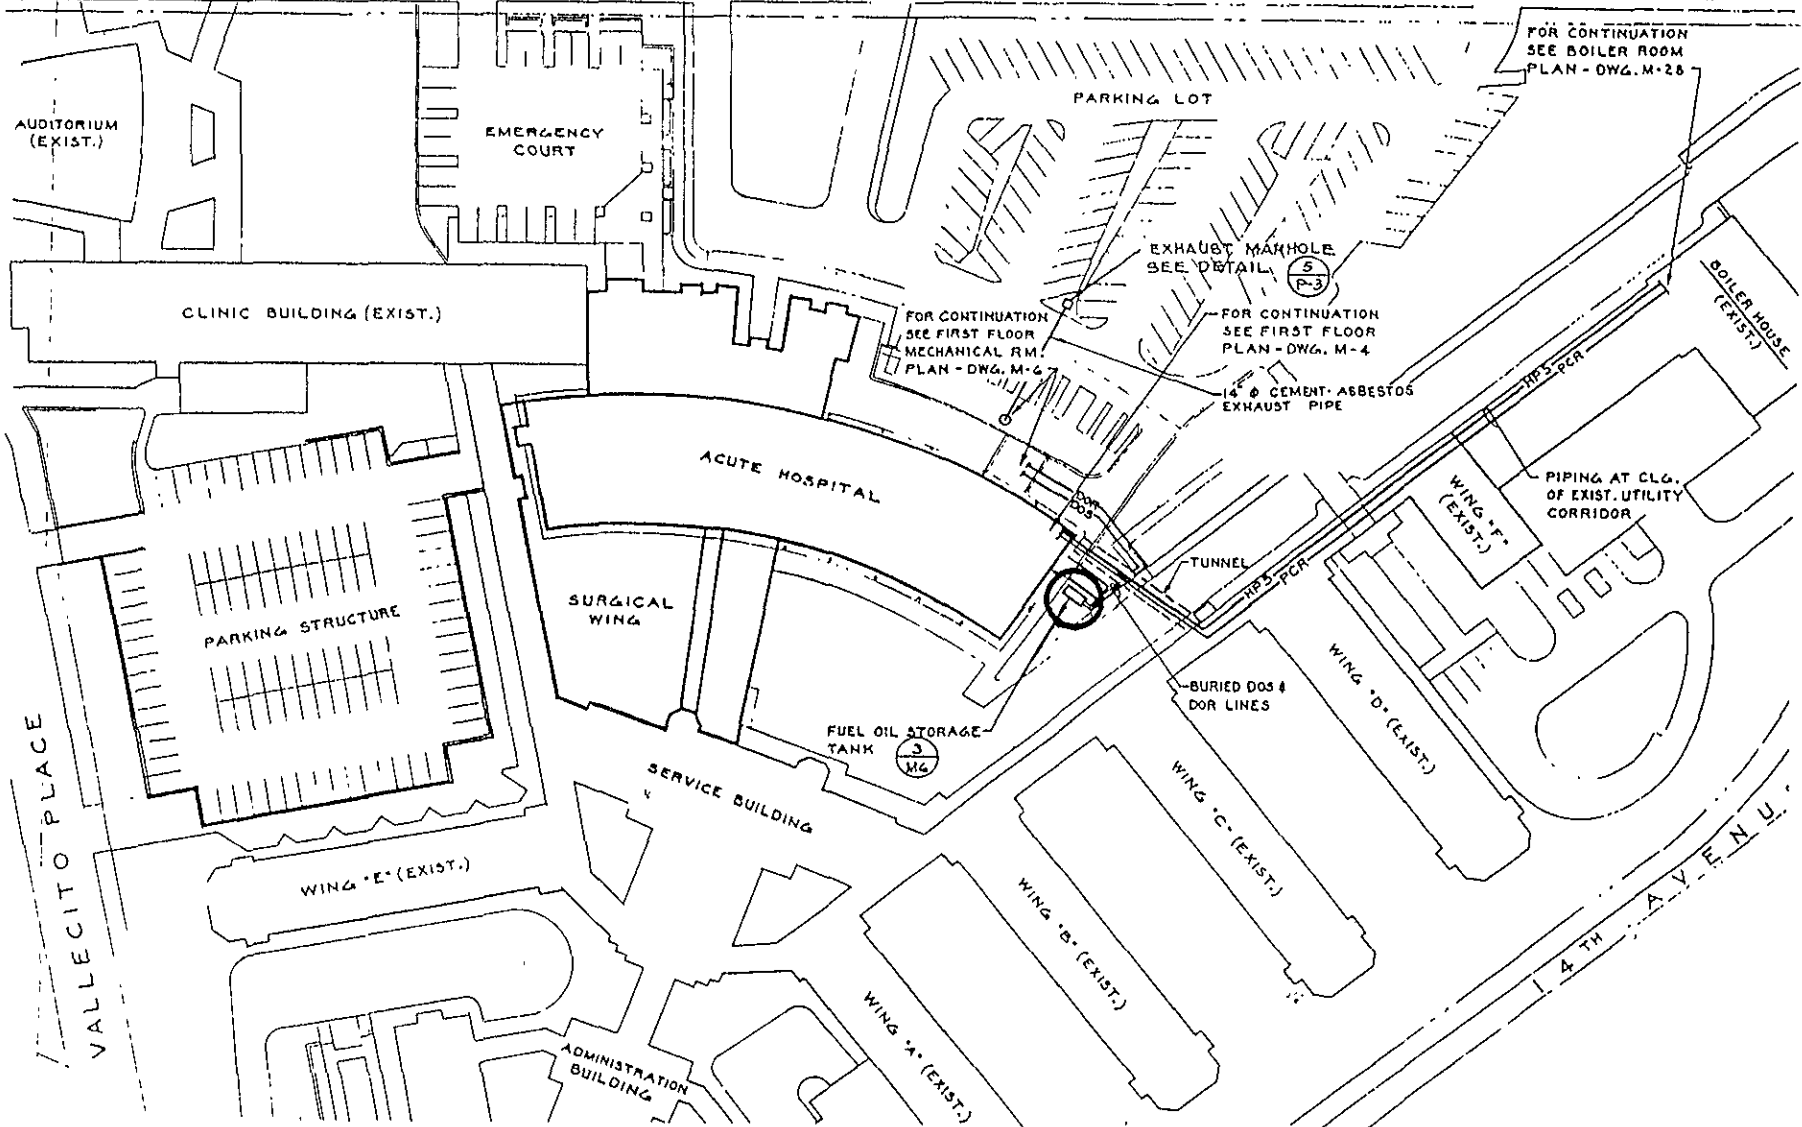 FOR CONTINUATION
SEE BOILER ROOM
PLAN - DWG. M-28
PARKING LOT
AUDITORIUM
(EXIST.)
EMERGENCY
COURT
EXHAUST MANHOLE
SEE DETAIL
5
P-3
BOILER HOUSE
(EXIST.)
CLINIC BUILDING (EXIST.)
FOR CONTINUATION
SEE FIRST FLOOR
MECHANICAL RM.
PLAN - DWG. M-6
FOR CONTINUATION
SEE FIRST FLOOR
PLAN - DWG. M-4
14" Φ CEMENT-ASBESTOS
EXHAUST PIPE
HPS
PCR
ACUTE HOSPITAL
DOR
DOS
PIPING AT CLG.
OF EXIST. UTILITY
CORRIDOR
WING "F"
(EXIST.)
TUNNEL
HPS
PCR
SURGICAL
WING
PARKING STRUCTURE
BURIED DOS &
DOR LINES
WING "D" (EXIST.)
FUEL OIL STORAGE
TANK
3
M6
SERVICE BUILDING
WING "C" (EXIST.)
VALLECITO PLACE
WING "E" (EXIST.)
WING "B" (EXIST.)
14TH AVENU
WING "A" (EXIST.)
ADMINISTRATION
BUILDING